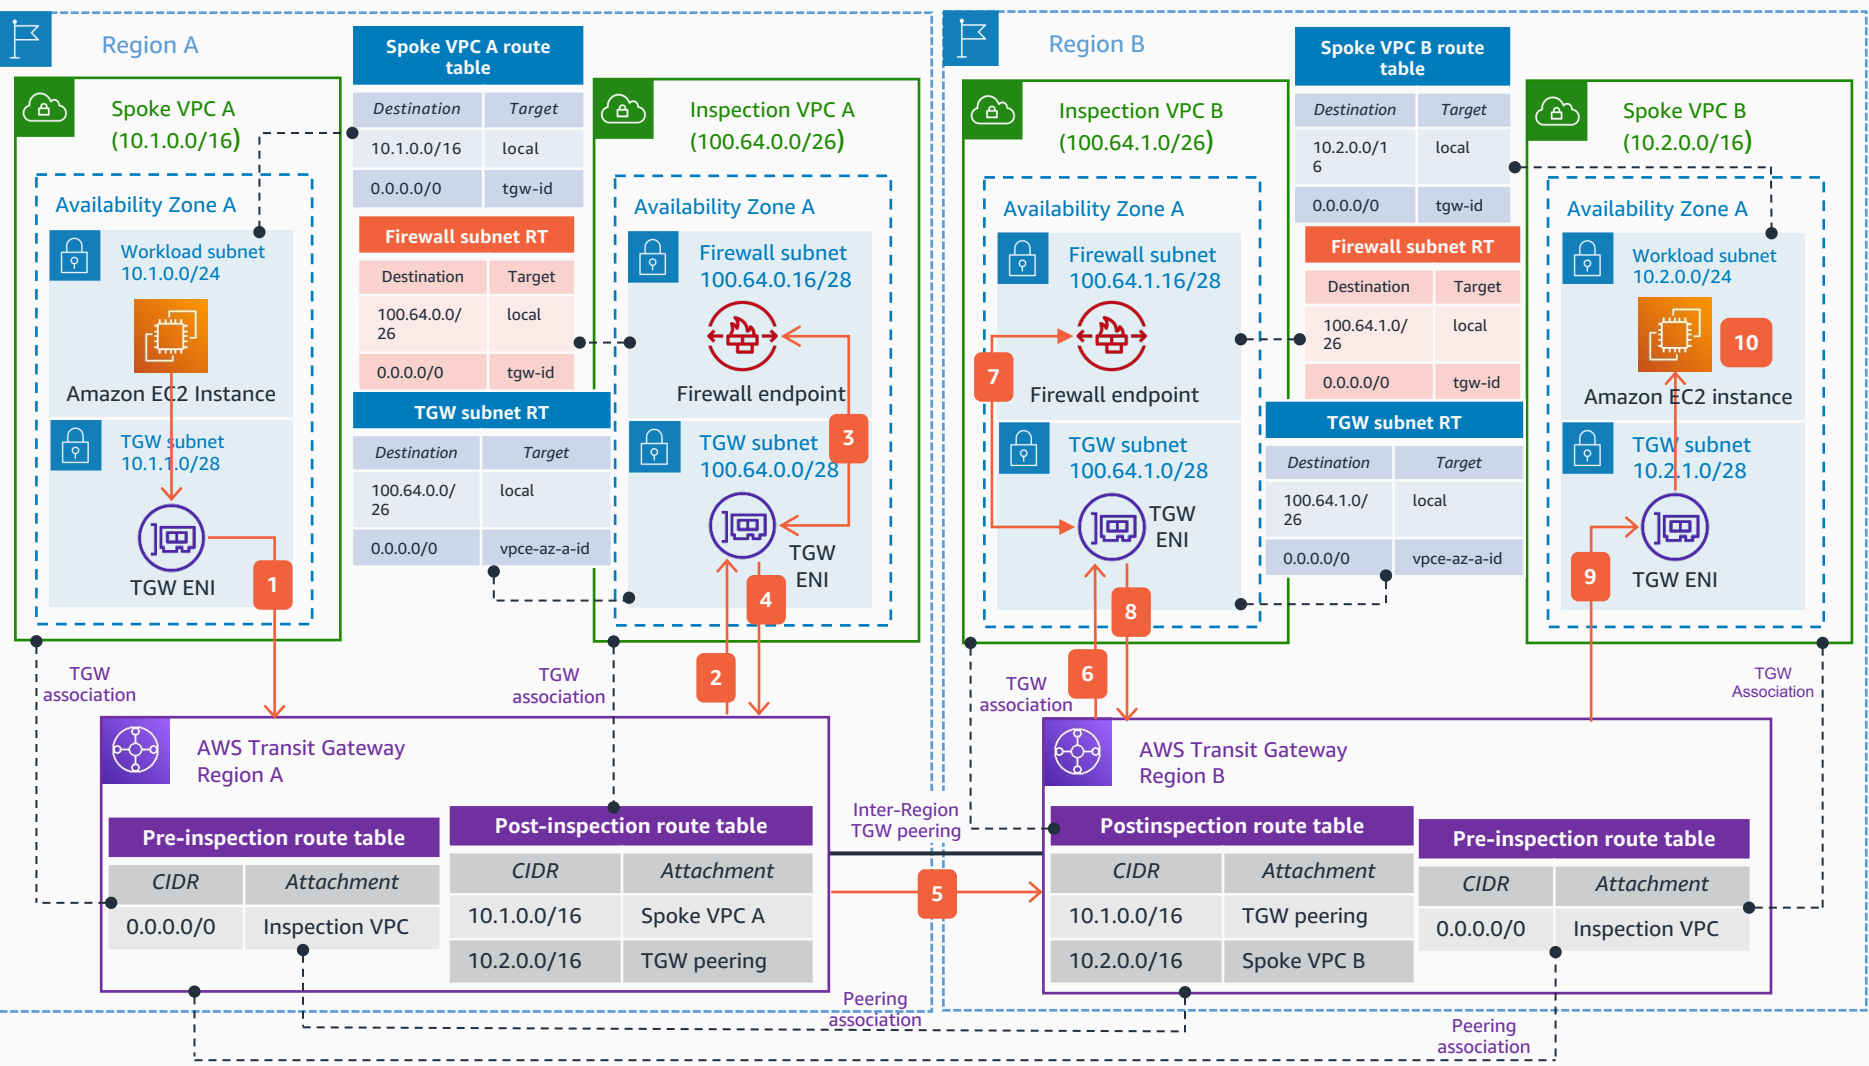 Region A
Spoke VPC A
(10.1.0.0/16)
Availability Zone A
Workload subnet
10.1.0.0/24
Amazon EC2 Instance
TGW subnet
10.1.1.0/28
TGW ENI
1
Spoke VPC A route
table
Destination Target
10.1.0.0/16 local
0.0.0.0/0 tgw-id
Firewall subnet RT
Destination Target
100.64.0.0/
26
local
0.0.0.0/0 tgw-id
TGW subnet RT
Destination Target
100.64.0.0/
26
local
0.0.0.0/0 vpce-az-a-id
Inspection VPC A
(100.64.0.0/26)
Availability Zone A
Firewall subnet
100.64.0.16/28
Firewall endpoint
3
TGW subnet
100.64.0.0/28
TGW
ENI
4
2
TGW
association
TGW
association
AWS Transit Gateway
Region A
Pre-inspection route table
CIDR Attachment
0.0.0.0/0 Inspection VPC
Post-inspection route table
CIDR Attachment
10.1.0.0/16 Spoke VPC A
10.2.0.0/16 TGW peering
Inter-Region
TGW peering
5
Peering
association
Region B
Inspection VPC B
(100.64.1.0/26)
Availability Zone A
Firewall subnet
100.64.1.16/28
7
Firewall endpoint
TGW subnet
100.64.1.0/28
TGW
ENI
8
6
TGW
association
Spoke VPC B route
table
Destination Target
10.2.0.0/1
6
local
0.0.0.0/0 tgw-id
Firewall subnet RT
Destination Target
100.64.1.0/
26
local
0.0.0.0/0 tgw-id
TGW subnet RT
Destination Target
100.64.1.0/
26
local
0.0.0.0/0 vpce-az-a-id
Spoke VPC B
(10.2.0.0/16)
Availability Zone A
Workload subnet
10.2.0.0/24
10
Amazon EC2 instance
TGW subnet
10.2.1.0/28
9
TGW ENI
TGW
Association
AWS Transit Gateway
Region B
Postinspection route table
CIDR Attachment
10.1.0.0/16 TGW peering
10.2.0.0/16 Spoke VPC B
Pre-inspection route table
CIDR Attachment
0.0.0.0/0 Inspection VPC
Peering
association